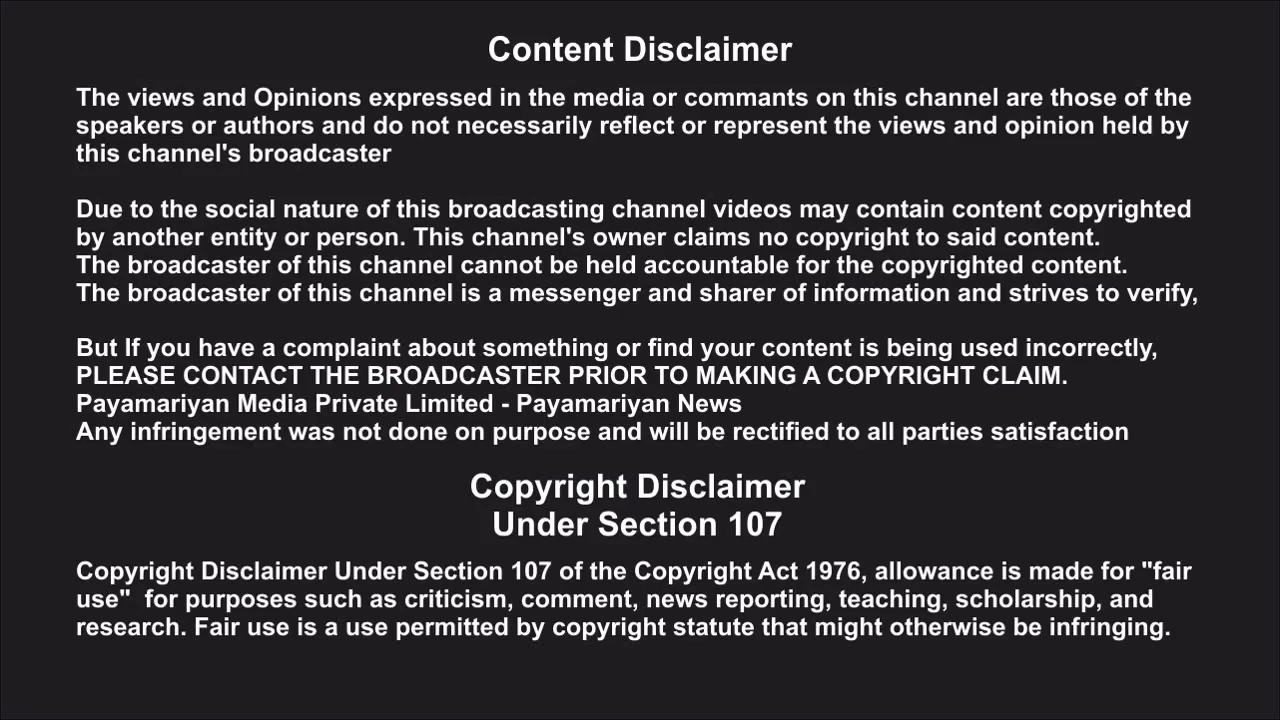 Content Disclaimer
The views and Opinions expressed in the media or commants on this channel are those of the
speakers or authors and do not necessarily reflect or represent the views and opinion held by
this channel's broadcaster
Due to the social nature of this broadcasting channel videos may contain content copyrighted
by another entity or person. This channel's owner claims no copyright to said content.
The broadcaster of this channel cannot be held accountable for the copyrighted content.
The broadcaster of this channel is a messenger and sharer of information and strives to verify,
But If you have a complaint about something or find your content is being used incorrectly,
PLEASE CONTACT THE BROADCASTER PRIOR TO MAKING A COPYRIGHT CLAIM.
Payamariyan Media Private Limited - Payamariyan News
Any infringement was not done on purpose and will be rectified to all parties satisfaction
Copyright Disclaimer
Under Section 107
Copyright Disclaimer Under Section 107 of the Copyright Act 1976, allowance is made for "fair
use"  for purposes such as criticism, comment, news reporting, teaching, scholarship, and
research. Fair use is a use permitted by copyright statute that might otherwise be infringing.